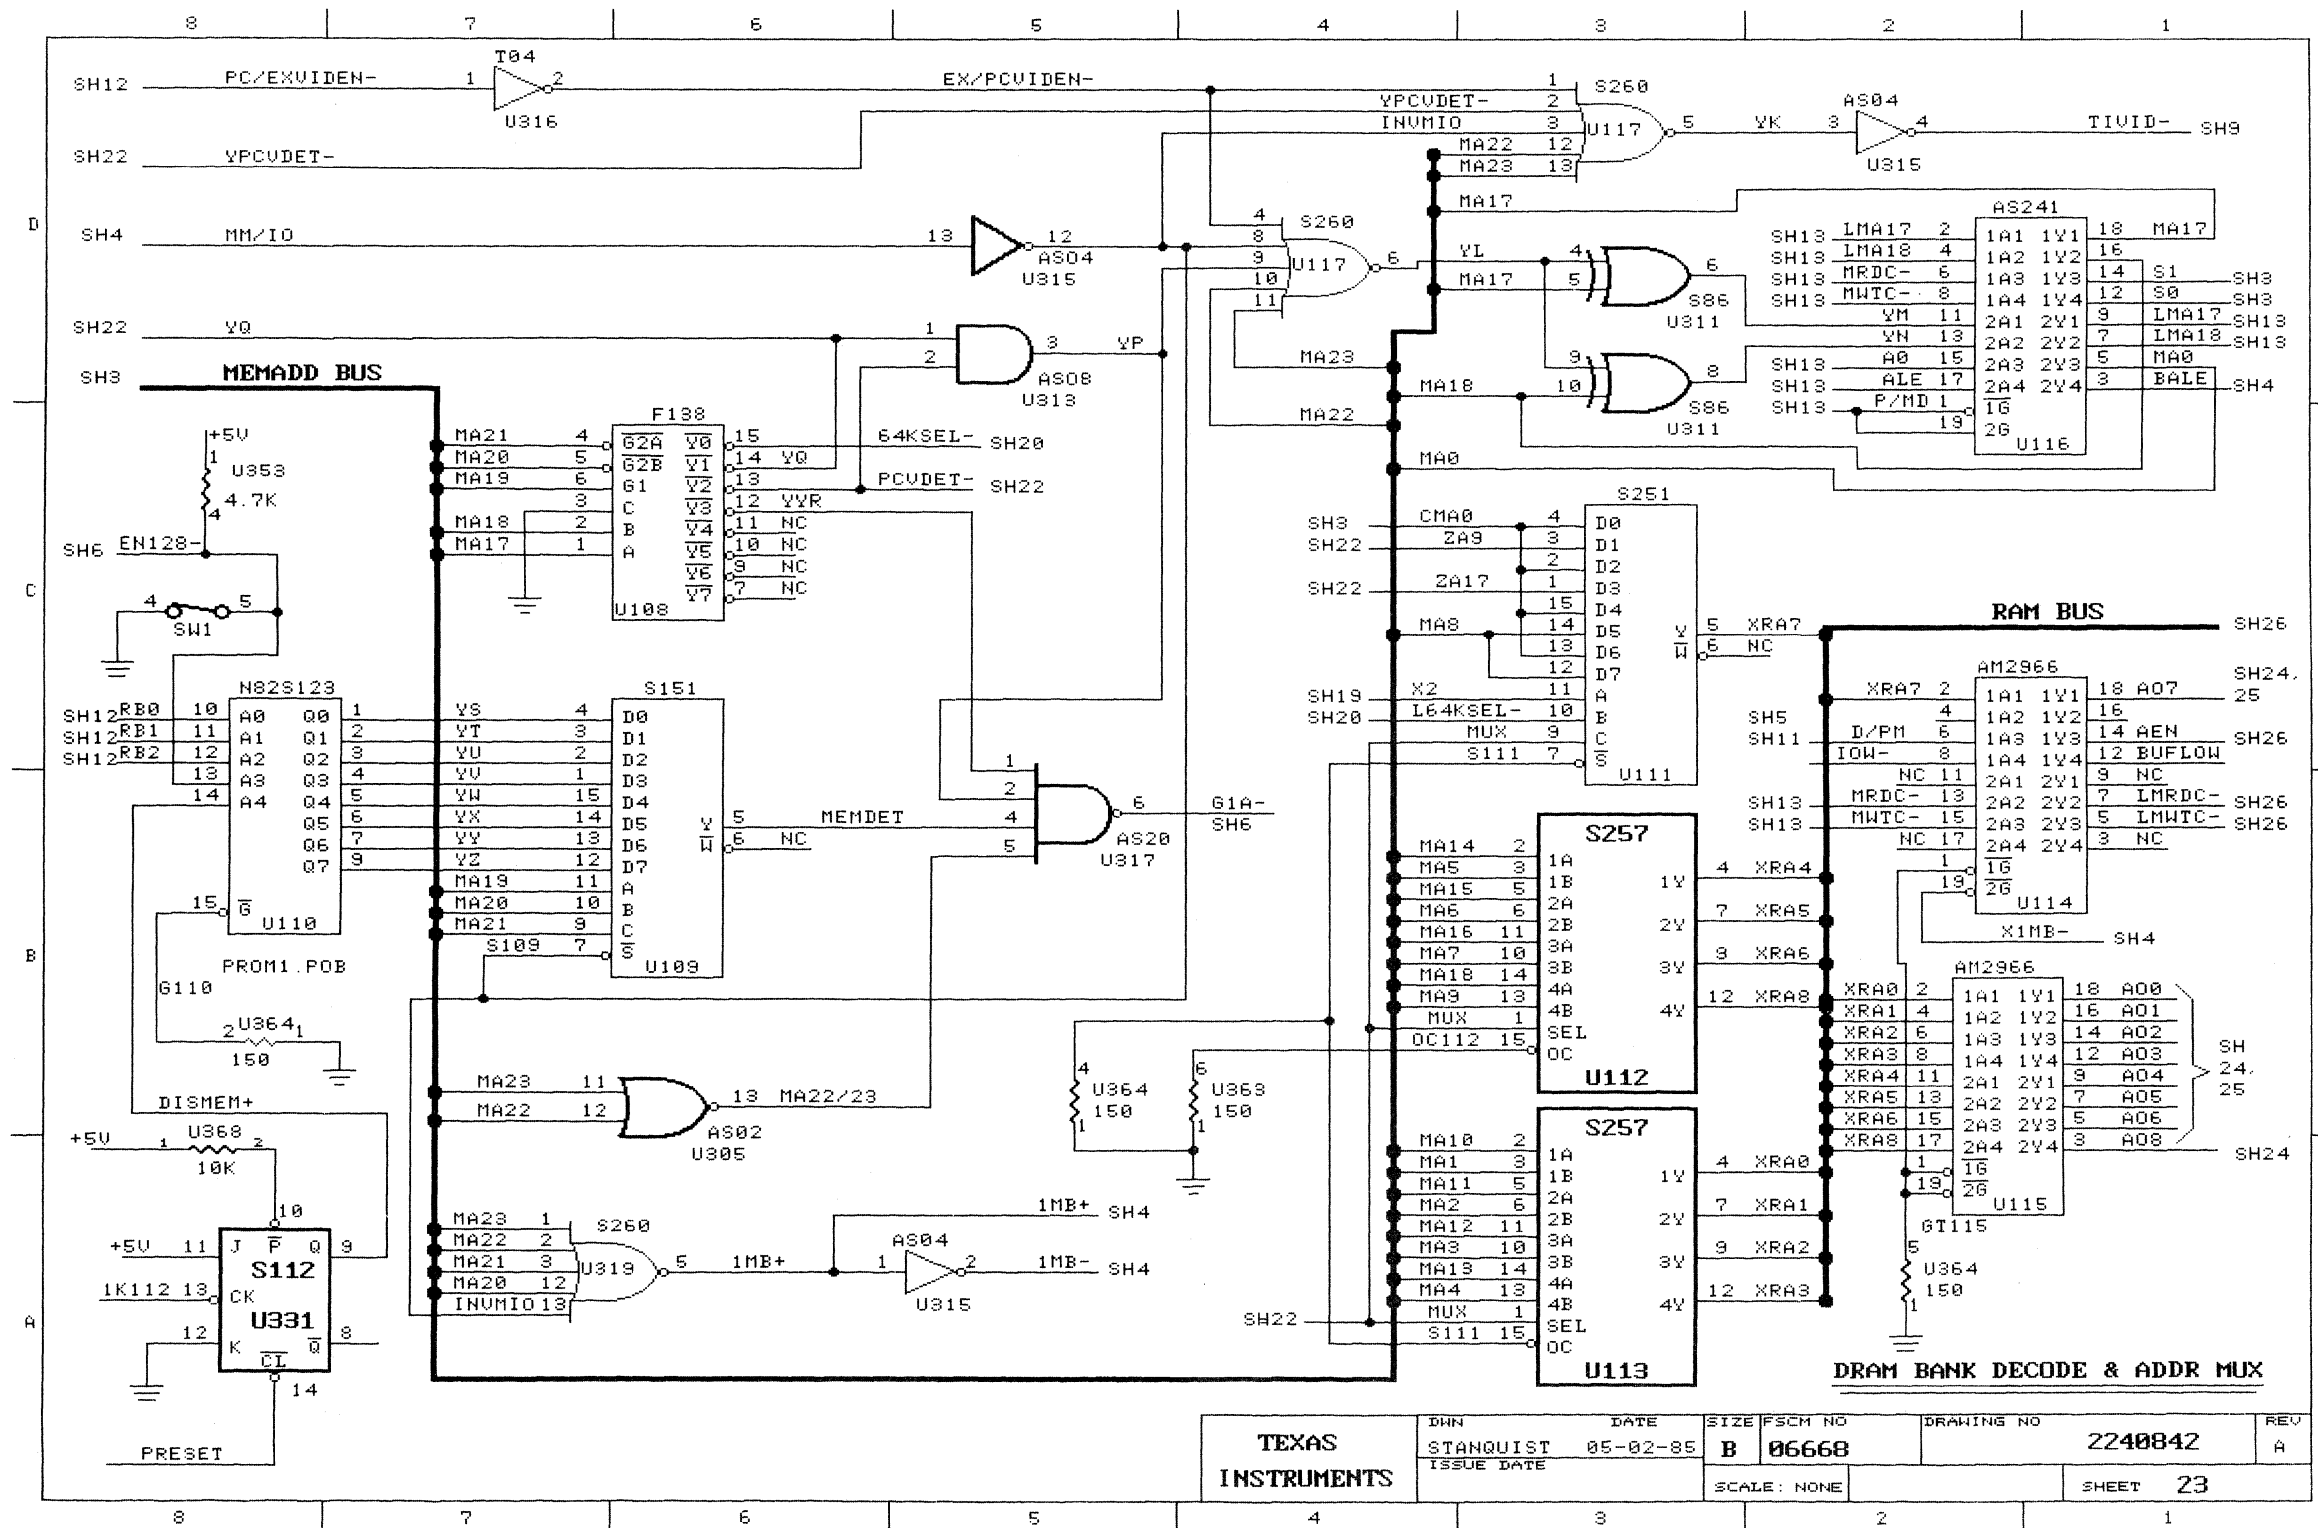 8 7 6 5 4 3 2 1
T04
SH12 PC/EXVIDEN- 1 2 EX/PCVIDEN- 1 S260
U316
YPCVDET- 2
AS04
INVMIO 3 U117 5 YK 3 4 TIVID- SH9
SH22 YPCVDET-
MA22 12
MA23 13
U315
MA17
D
SH4 MM/IO 13 12
AS04
U315
4 S260
8
9 U117 6
10
11
YL 4 6
MA17 5
S86
U311
AS241
SH13 LMA17 2 1A1 1Y1 18 MA17
SH13 LMA18 4 1A2 1Y2 16
SH13 MRDC- 6 1A3 1Y3 14 S1 SH3
SH13 MWTC- 8 1A4 1Y4 12 S0 SH3
YM 11 2A1 2Y1 9 LMA17 SH13
YN 13 2A2 2Y2 7 LMA18 SH13
SH13 A0 15 2A3 2Y3 5 MA0
SH13 ALE 17 2A4 2Y4 3 BALE SH4
SH13 P/MD 1 1G
19 2G
U116
SH22 YQ 1
2
3 YP
AS08
U313
MA23
9 8
MA18 10
S86
U311
MA22
MA0
SH3 MEMADD BUS
F138
MA21 4 G2A Y0 15 64KSEL- SH20
MA20 5 G2B Y1 14 YQ
MA19 6 G1 Y2 13 PCVDET- SH22
3 C Y3 12 YYR
MA18 2 B Y4 11 NC
MA17 1 A Y5 10 NC
Y6 9 NC
Y7 7 NC
U108
+5V
1
U353
4.7K
4
SH6 EN128-
C
4 5
SW1
S251
SH3 CMA0 4 D0
SH22 ZA9 3 D1
2 D2
SH22 ZA17 1 D3
15 D4
MA8 14 D5 Y 5 XRA7
13 D6 W 6 NC
12 D7
SH19 X2 11 A
SH20 L64KSEL- 10 B
MUX 9 C
S111 7 S
U111
RAM BUS SH26
N82S123
SH12 RB0 10 A0 Q0 1 YS
SH12 RB1 11 A1 Q1 2 YT
SH12 RB2 12 A2 Q2 3 YU
13 A3 Q3 4 YV
14 A4 Q4 5 YW
Q5 6 YX
Q6 7 YY
Q7 9 YZ
15 G
U110
PROM1.POB
G110
2 U364 1
150
S151
4 D0
3 D1
2 D2
1 D3
15 D4
14 D5 Y 5 MEMDET
13 D6 W 6 NC
12 D7
MA19 11 A
MA20 10 B
MA21 9 C
S109 7 S
U109
1
2
4
5
6 G1A-
SH6
AS20
U317
AM2966
XRA7 2 1A1 1Y1 18 AO7 SH24, 25
SH5 4 1A2 1Y2 16
SH11 D/PM 6 1A3 1Y3 14 AEN SH26
IOW- 8 1A4 1Y4 12 BUFLOW
NC 11 2A1 2Y1 9 NC
SH13 MRDC- 13 2A2 2Y2 7 LMRDC- SH26
SH13 MWTC- 15 2A3 2Y3 5 LMWTC- SH26
NC 17 2A4 2Y4 3 NC
1 1G
19 2G
U114
X1MB- SH4
B
S257
MA14 2 1A
MA5 3 1B 1Y 4 XRA4
MA15 5 2A
MA6 6 2B 2Y 7 XRA5
MA16 11 3A
MA7 10 3B 3Y 9 XRA6
MA18 14 4A
MA9 13 4B 4Y 12 XRA8
MUX 1 SEL
OC112 15 OC
U112
AM2966
XRA0 2 1A1 1Y1 18 AO0
XRA1 4 1A2 1Y2 16 AO1
XRA2 6 1A3 1Y3 14 AO2
XRA3 8 1A4 1Y4 12 AO3
XRA4 11 2A1 2Y1 9 AO4
XRA5 13 2A2 2Y2 7 AO5
XRA6 15 2A3 2Y3 5 AO6
XRA8 17 2A4 2Y4 3 AO8
SH 24, 25
SH24
1 1G
19 2G
U115
GT115
5
U364
150
1
4
U364
150
1
6
U363
150
1
MA23 11
MA22 12
13 MA22/23
AS02
U305
DISMEM+
+5V 1 U368 2
10K
10
+5V 11 J P Q 9
S112
1K112 13 CK
U331
12 K Q 8
CL
14
PRESET
A
MA23 1 S260
MA22 2
MA21 3 U319 5 1MB+
MA20 12
INVMIO 13
1MB+ SH4
AS04
1 2 1MB- SH4
U315
S257
MA10 2 1A
MA1 3 1B 1Y 4 XRA0
MA11 5 2A
MA2 6 2B 2Y 7 XRA1
MA12 11 3A
MA3 10 3B 3Y 9 XRA2
MA13 14 4A
MA4 13 4B 4Y 12 XRA3
SH22 MUX 1 SEL
S111 15 OC
U113
DRAM BANK DECODE & ADDR MUX
TEXAS
INSTRUMENTS
DWN DATE
STANQUIST 05-02-85
ISSUE DATE
SIZE B
FSCM NO 06668
DRAWING NO 2240842
REV A
SCALE: NONE
SHEET 23
8 7 6 5 4 3 2 1